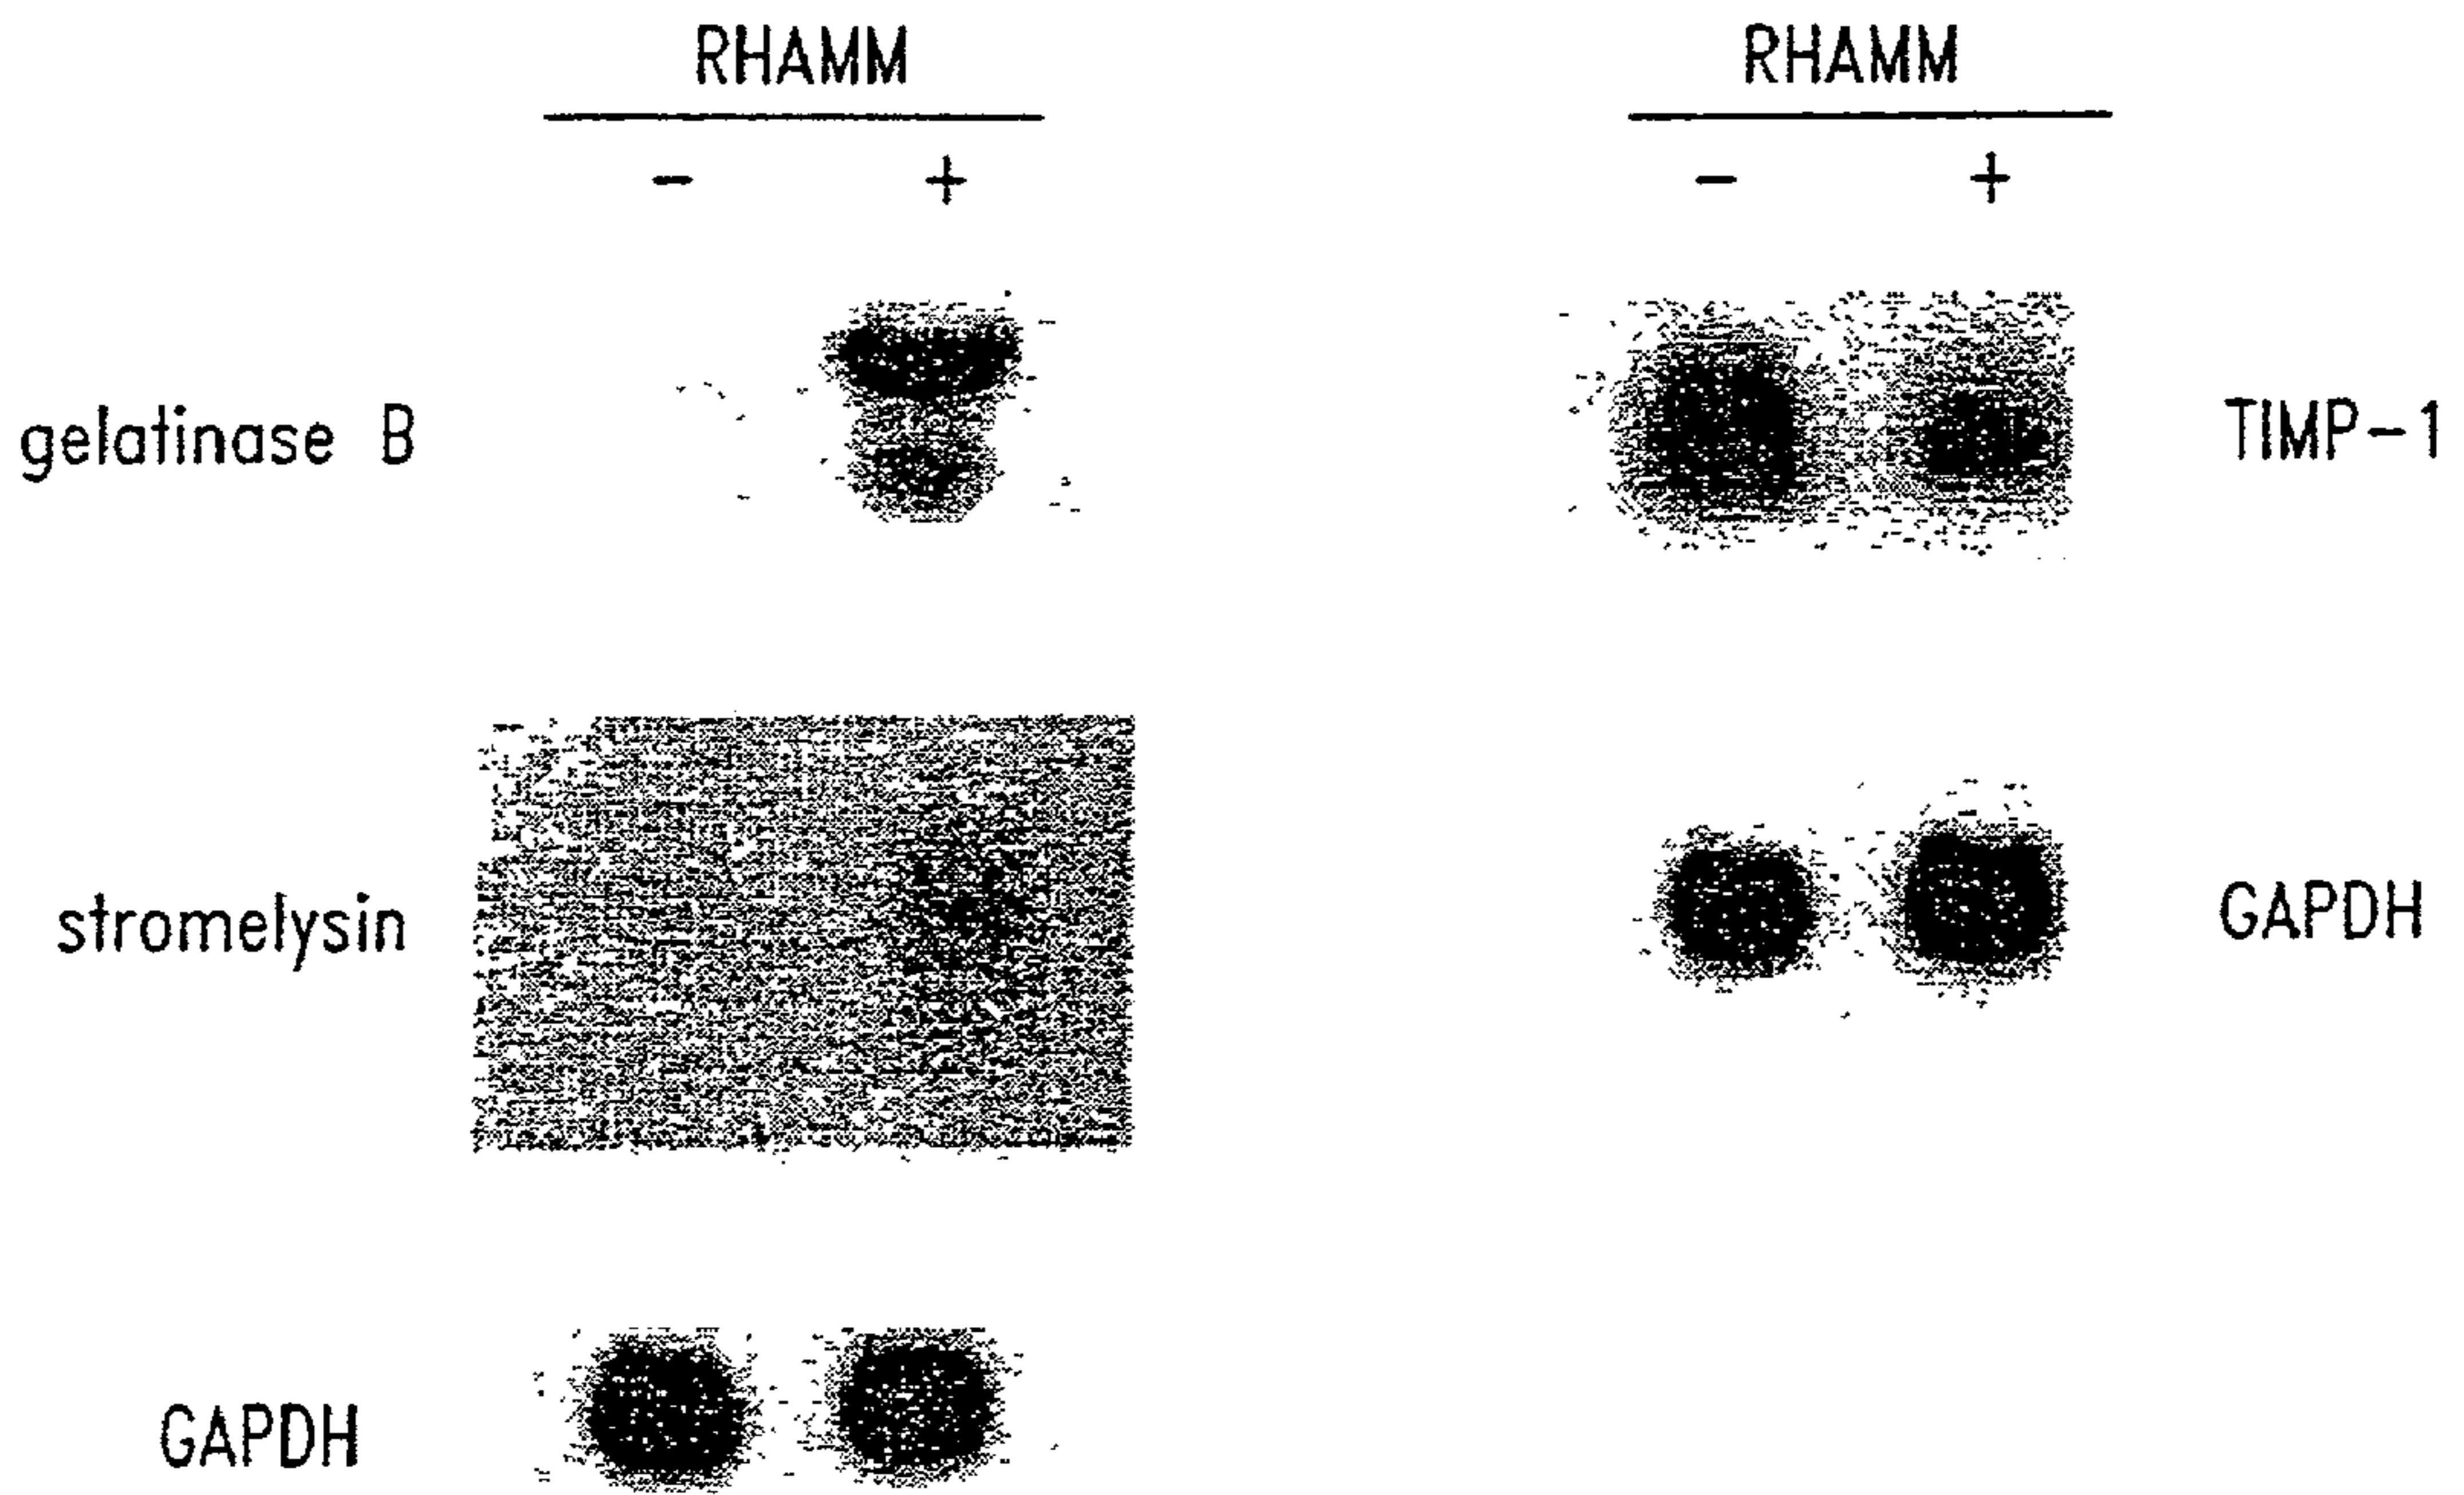 RHAMM
- +
gelatinase B
stromelysin
GAPDH
RHAMM
- +
TIMP-1
GAPDH